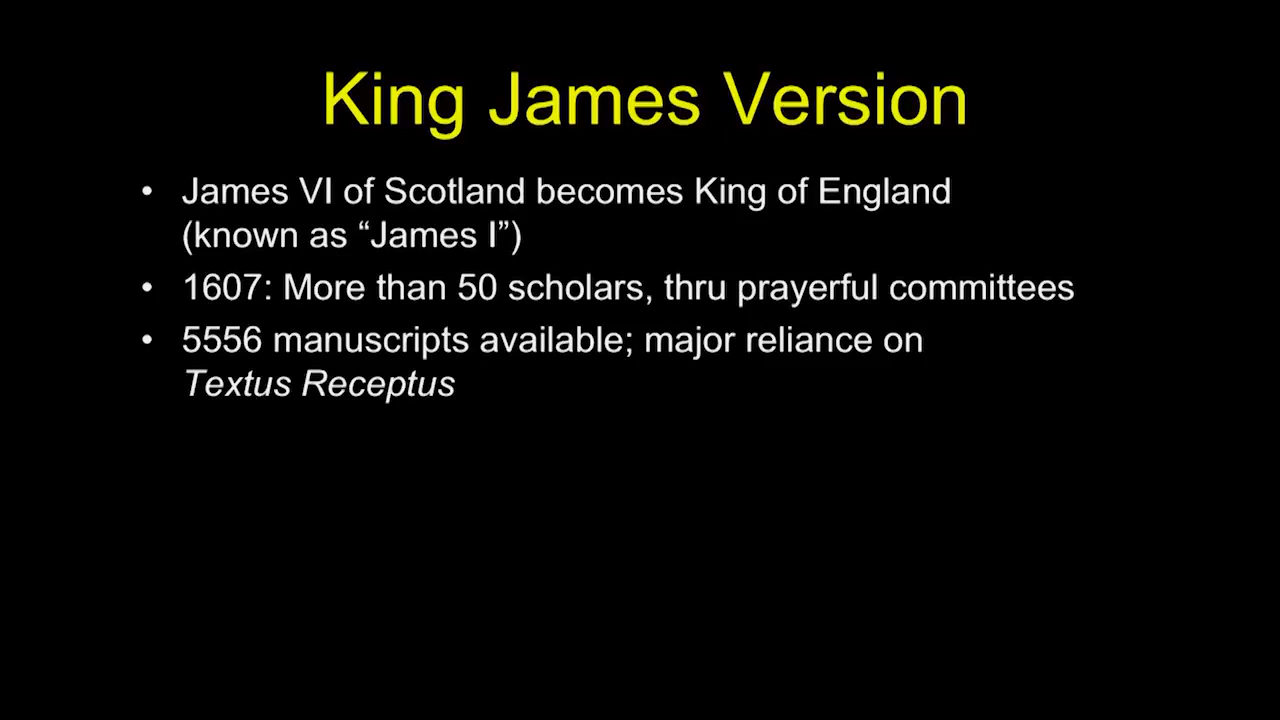 King James Version
• James VI of Scotland becomes King of England
(known as “James I”)
• 1607: More than 50 scholars, thru prayerful committees
• 5556 manuscripts available; major reliance on
Textus Receptus